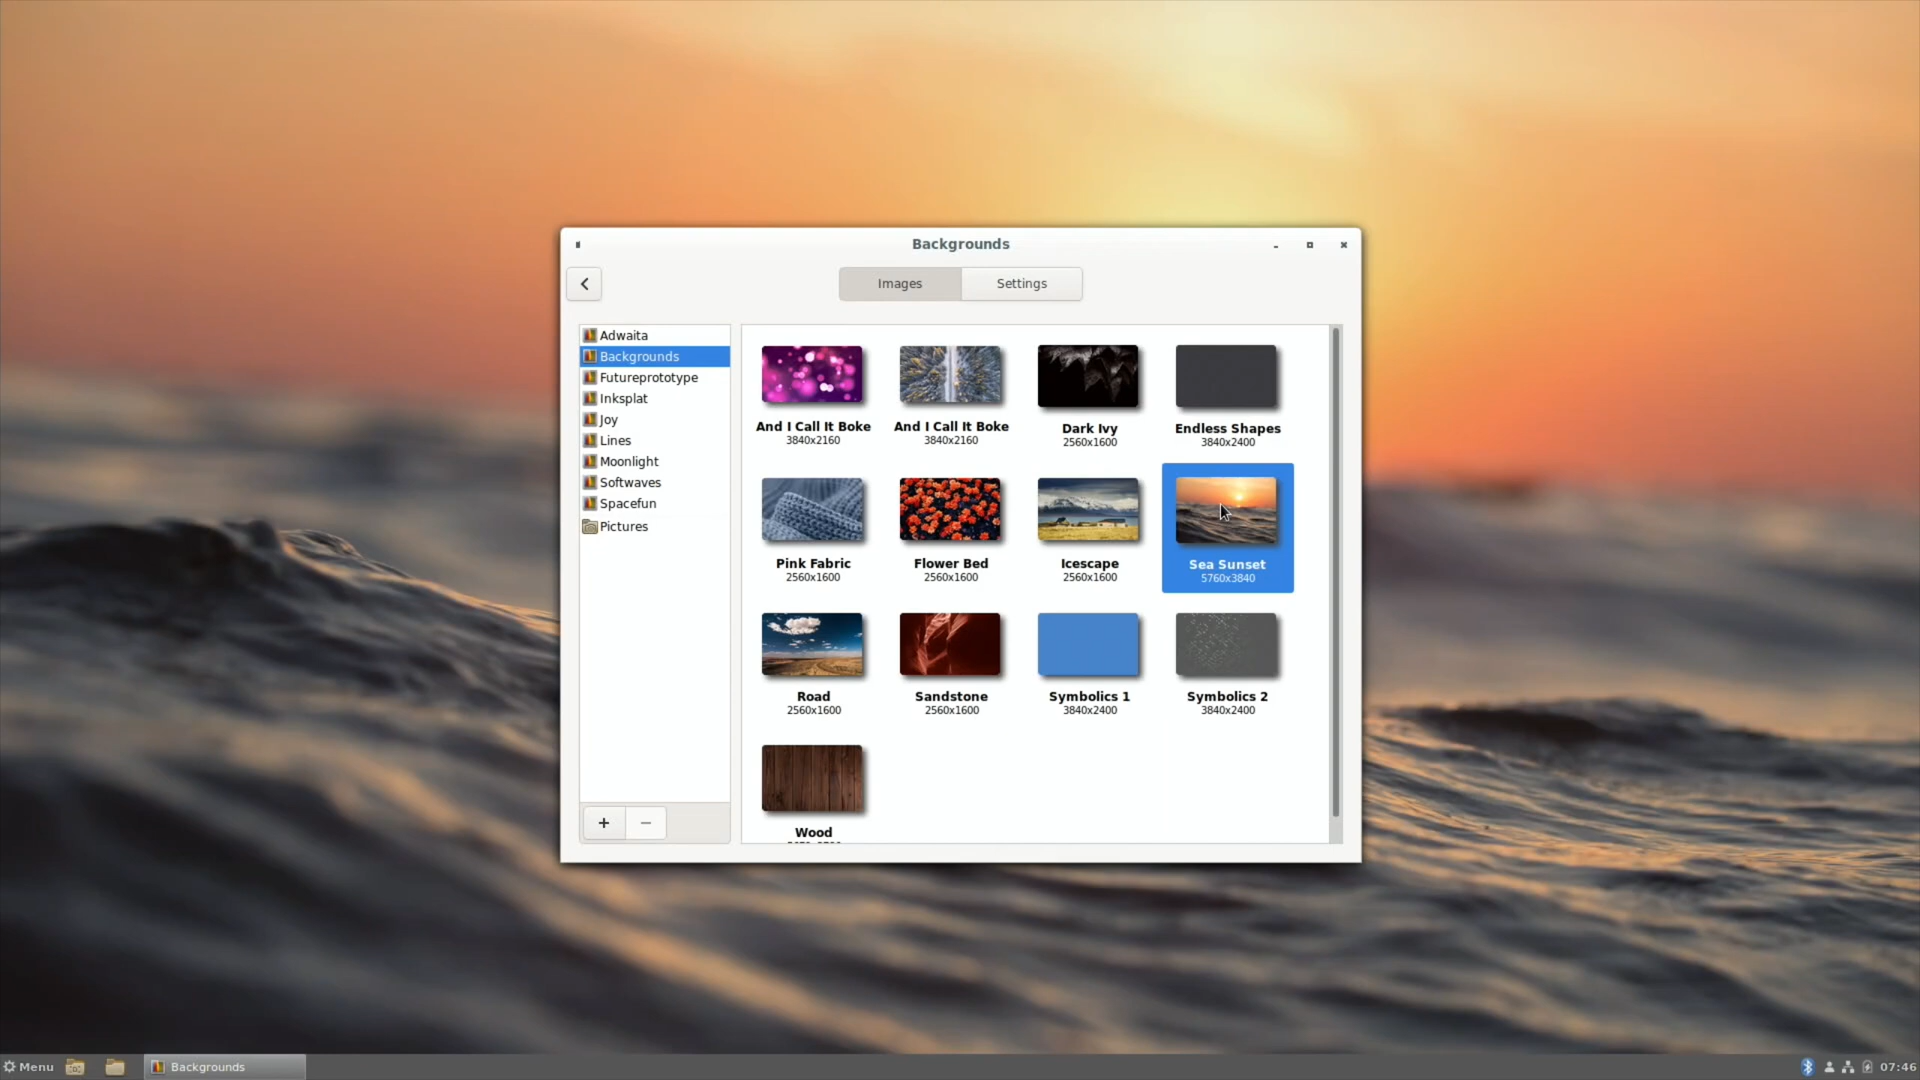 Backgrounds
Images
Settings
Adwaita
Backgrounds
Futureprototype
Inksplat
Joy
Lines
Moonlight
Softwaves
Spacefun
Pictures
And I Call It Boke
3840x2160
And I Call It Boke
3840x2160
Dark Ivy
2560x1600
Endless Shapes
3840x2400
Pink Fabric
2560x1600
Flower Bed
2560x1600
Icescape
2560x1600
Sea Sunset
5760x3840
Road
2560x1600
Sandstone
2560x1600
Symbolics 1
3840x2400
Symbolics 2
3840x2400
Wood
Menu
Backgrounds
07:46